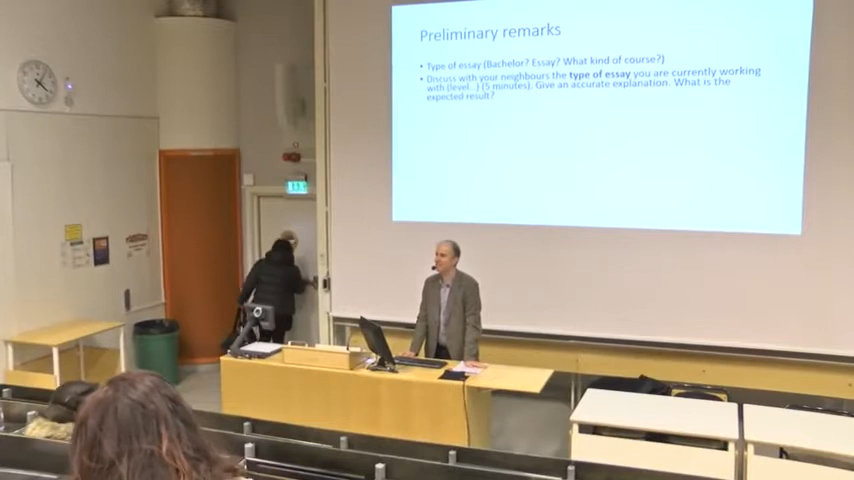 Preliminary remarks
• Type of essay (Bachelor? Essay? What kind of course?)
• Discuss with your neighbours the type of essay you are currently working
with (level...) (5 minutes). Give an accurate explanation. What is the
expected result?